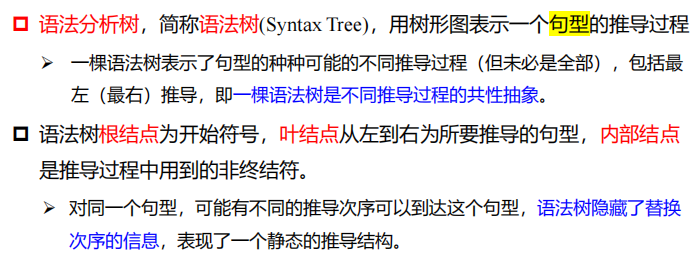 语法分析树，简称语法树(Syntax Tree)，用树形图表示一个句型的推导过程
一棵语法树表示了句型的种种可能的不同推导过程（但未必是全部），包括最
左（最右）推导，即一棵语法树是不同推导过程的共性抽象。
语法树根结点为开始符号，叶结点从左到右为所要推导的句型，内部结点
是推导过程中用到的非终结符。
对同一个句型，可能有不同的推导次序可以到达这个句型，语法树隐藏了替换
次序的信息，表现了一个静态的推导结构。